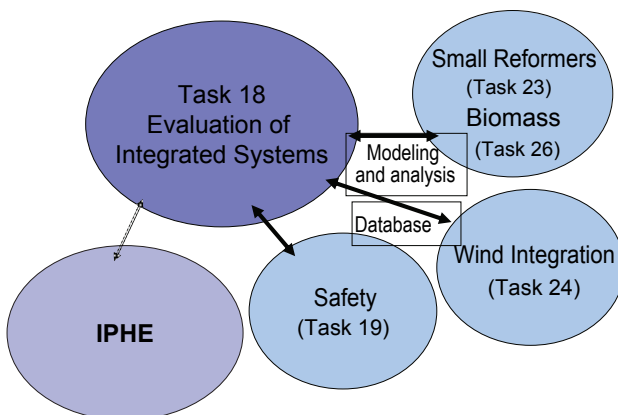 Task 18
Evaluation of
Integrated Systems
Small Reformers
(Task 23)
Biomass
(Task 26)
Modeling
and analysis
Database
Wind Integration
(Task 24)
Safety
(Task 19)
IPHE